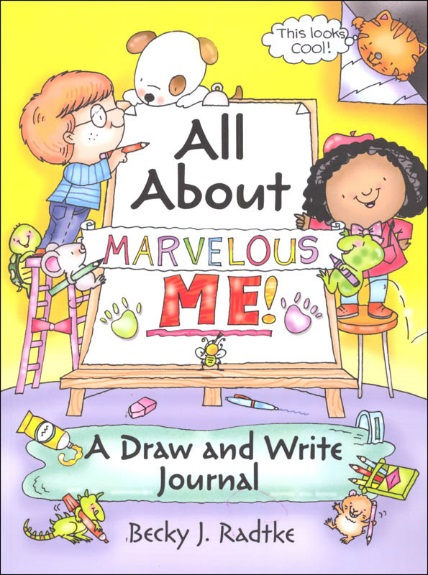 This looks
cool!
All
About
MARVELOUS
ME!
A Draw and Write
Journal
Becky J. Radtke